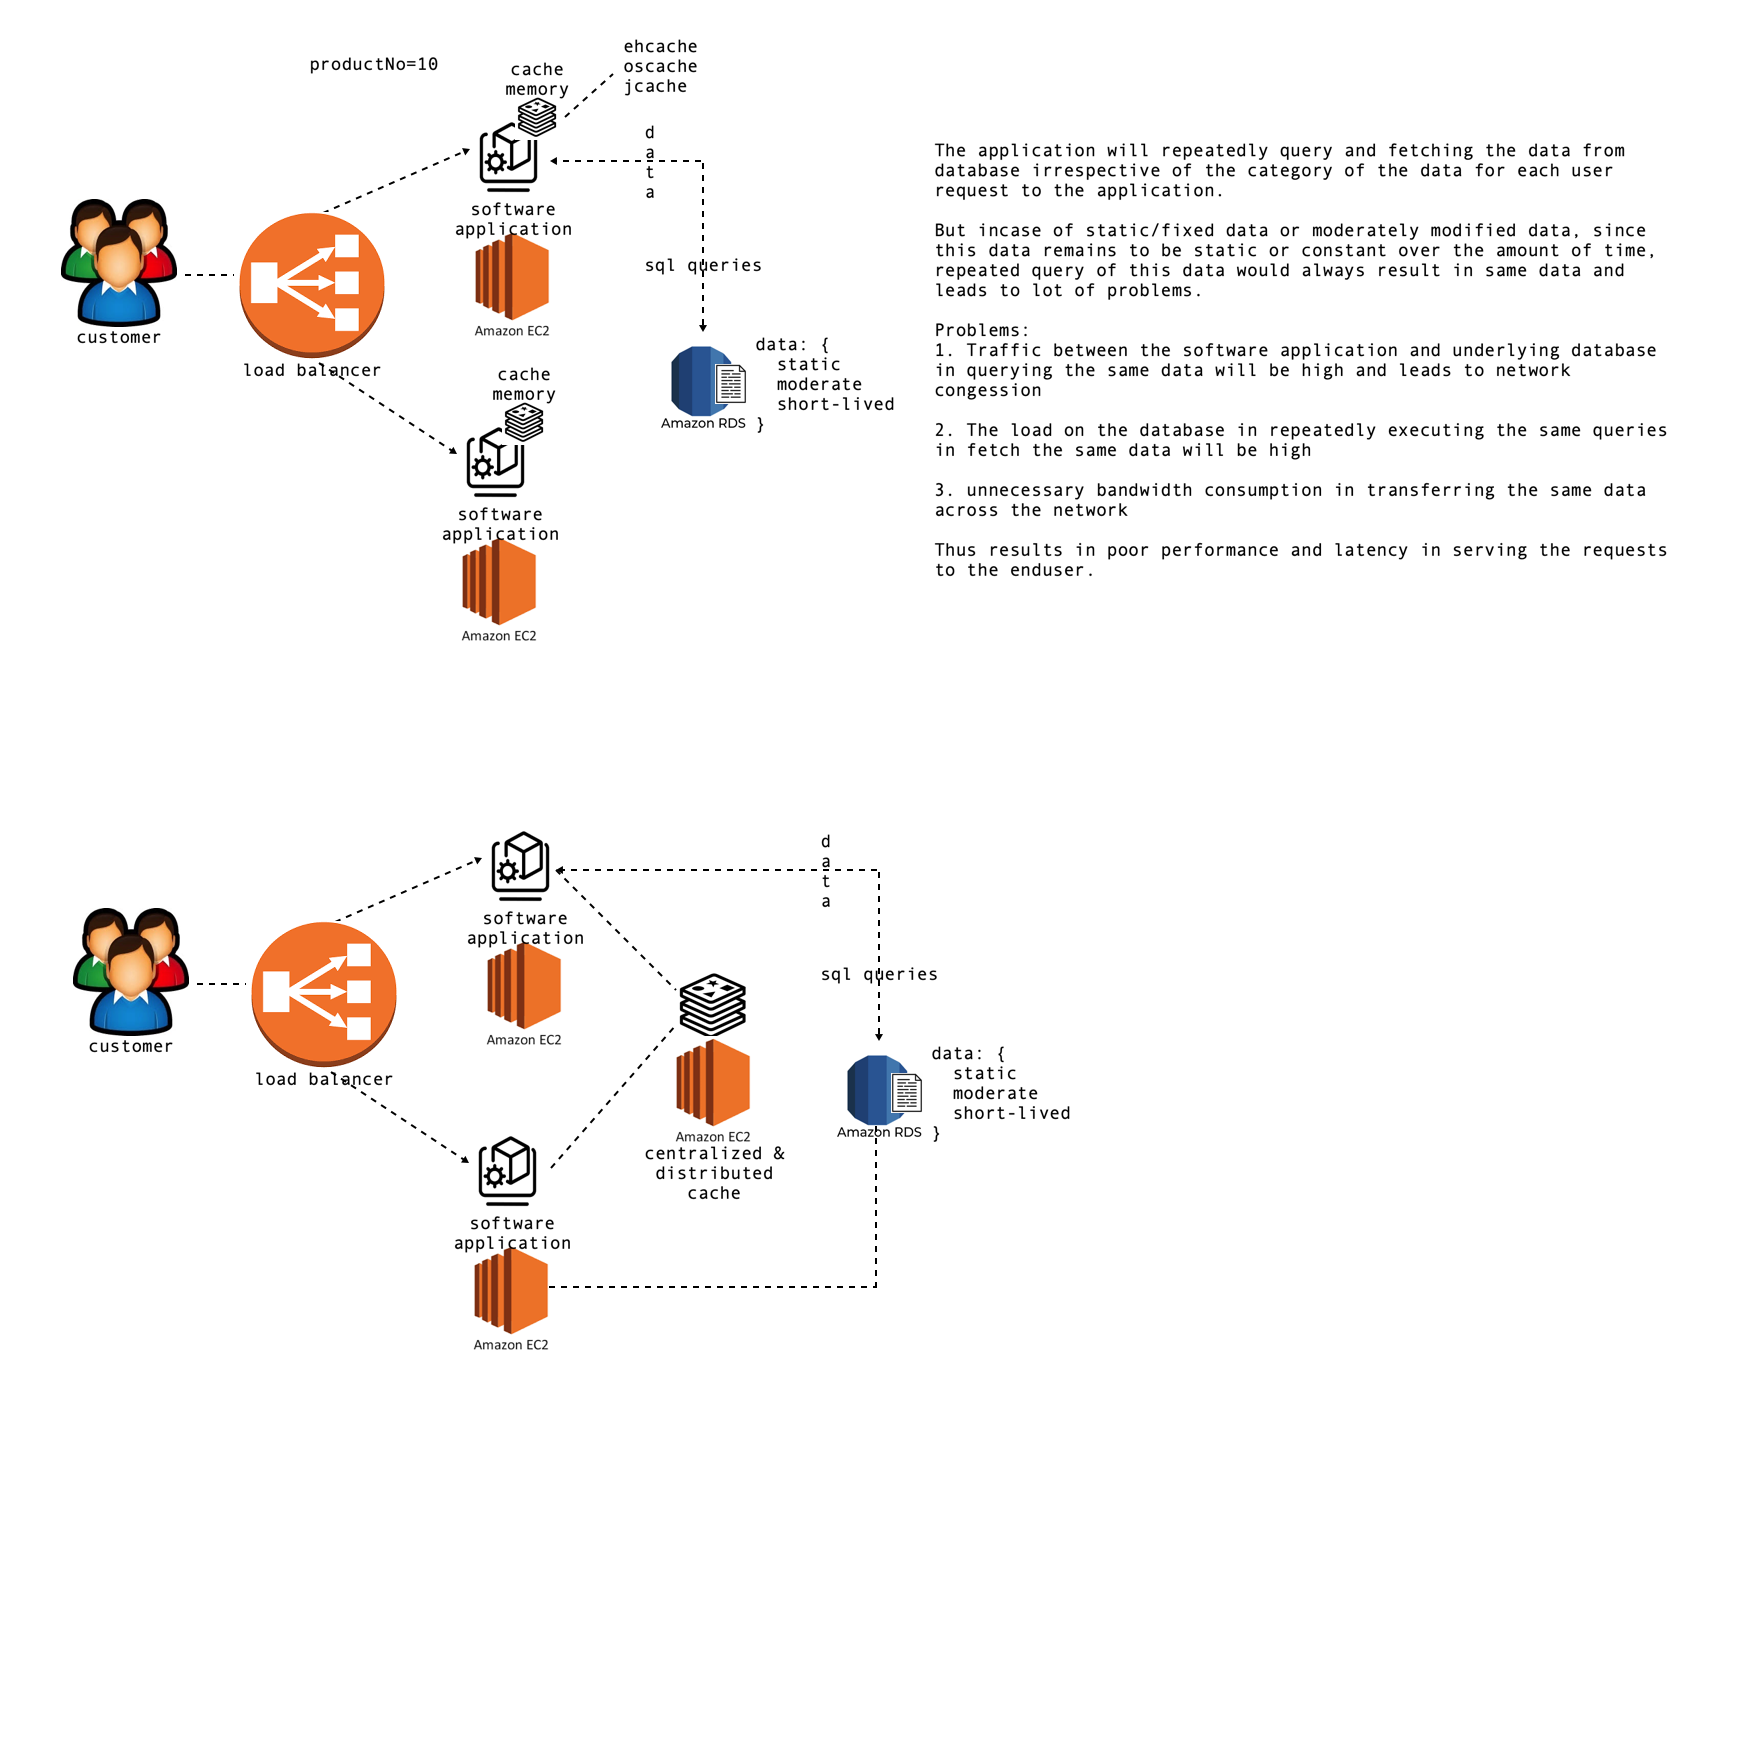 productNo=10
cache
memory
ehcache
oscache
jcache
d
a
t
a
software
application
Amazon EC2
sql queries
customer
load balancer
cache
memory
software
application
Amazon EC2
Amazon RDS
data: {
static
moderate
short-lived
}
The application will repeatedly query and fetching the data from
database irrespective of the category of the data for each user
request to the application.
But incase of static/fixed data or moderately modified data, since
this data remains to be static or constant over the amount of time,
repeated query of this data would always result in same data and
leads to lot of problems.
Problems:
1. Traffic between the software application and underlying database
in querying the same data will be high and leads to network
congession
2. The load on the database in repeatedly executing the same queries
in fetch the same data will be high
3. unnecessary bandwidth consumption in transferring the same data
across the network
Thus results in poor performance and latency in serving the requests
to the enduser.
d
a
t
a
software
application
Amazon EC2
sql queries
customer
load balancer
Amazon EC2
centralized &
distributed
cache
Amazon RDS
data: {
static
moderate
short-lived
}
software
application
Amazon EC2